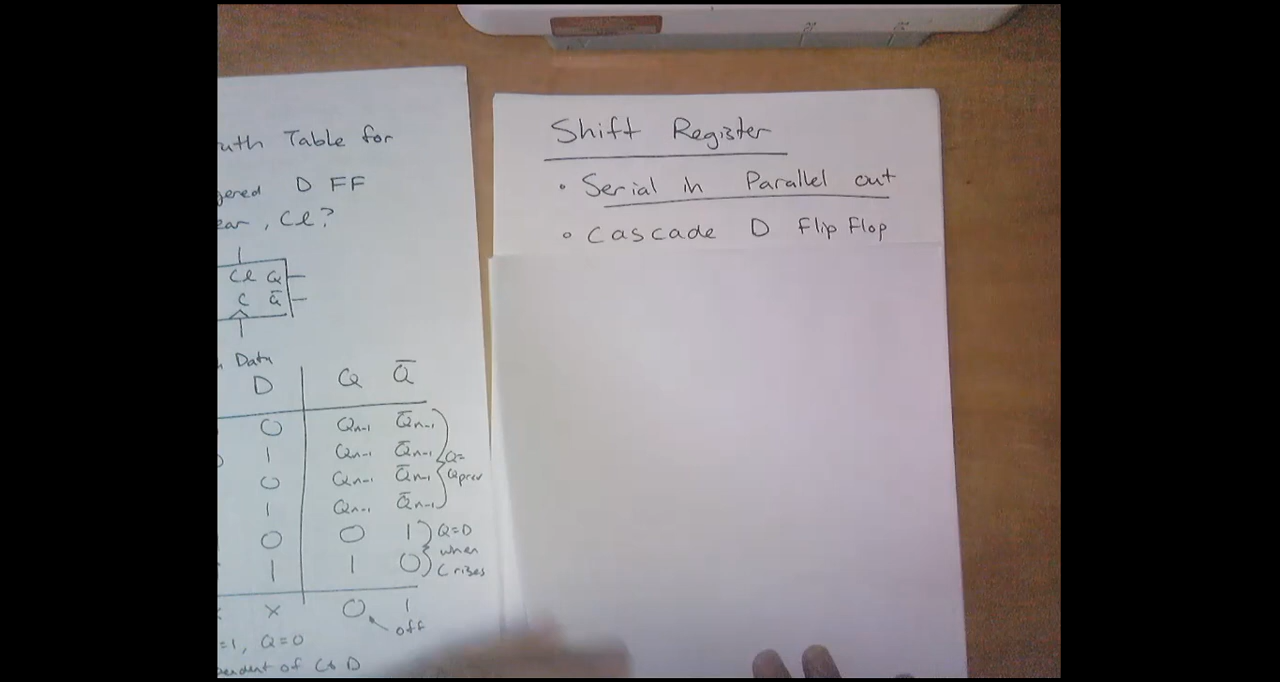 uth Table for
gered D FF
ear, Cl?
Cl Q
C Q̅
Data
D Q Q̅
0 Qn-1 Q̅n-1
1 Qn-1 Q̅n-1 Q=
0 Qn-1 Q̅n-1 Qprev
1 Qn-1 Q̅n-1
0 0 1 Q=D
when
1 1 0 C rises
x 0 1
off
=1, Q=0
pendent of C & D
Shift Register
• Serial in Parallel out
• Cascade D Flip Flop